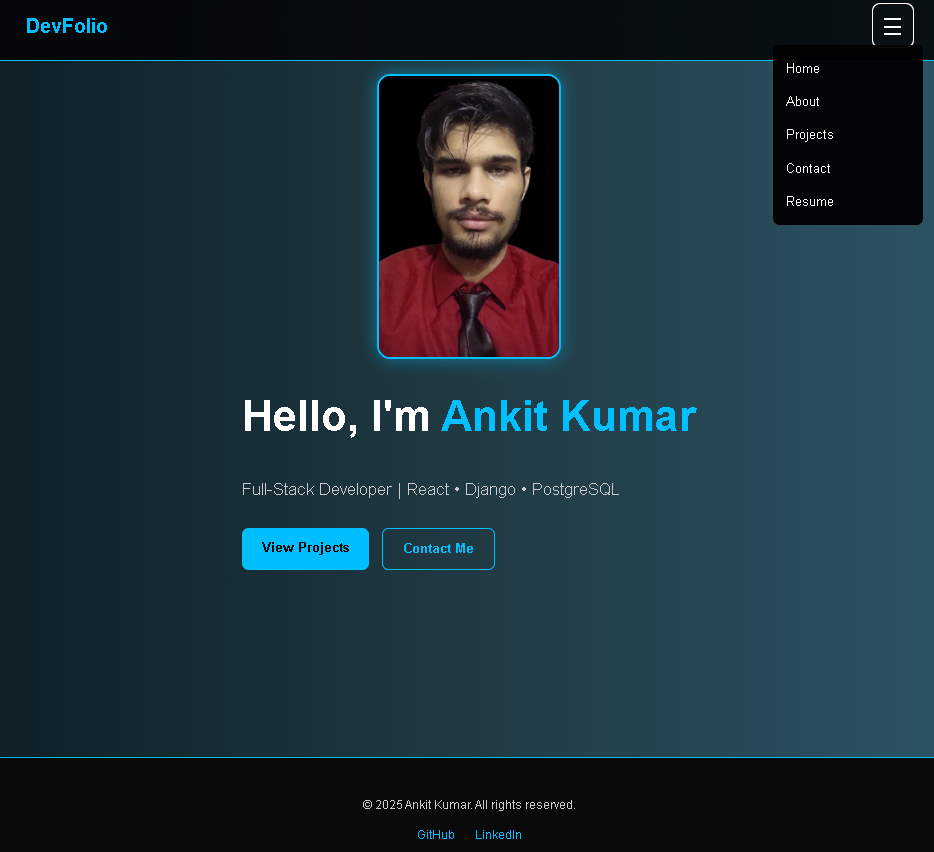 DevFolio
Home
About
Projects
Contact
Resume
Hello, I'm Ankit Kumar
Full-Stack Developer | React • Django • PostgreSQL
View Projects
Contact Me
© 2025 Ankit Kumar. All rights reserved.
GitHub LinkedIn